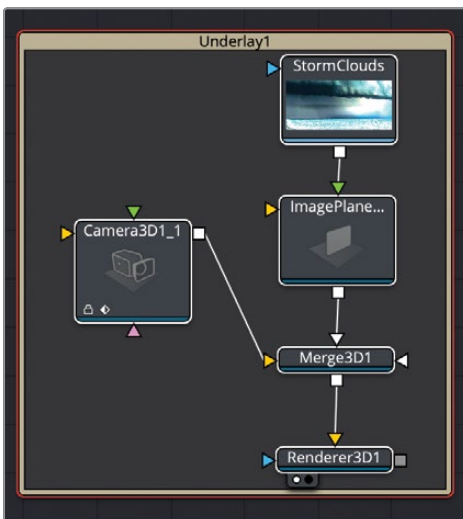 Underlay1
StormClouds
ImagePlane...
Camera3D1_1
Merge3D1
Renderer3D1